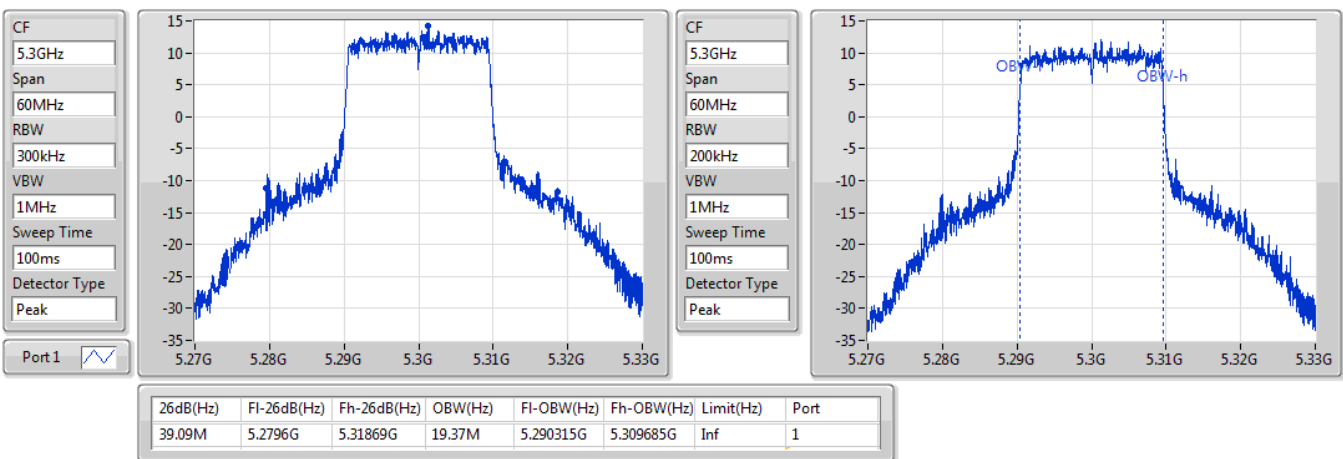 CF
5.3GHz
Span
60MHz
RBW
300kHz
VBW
1MHz
Sweep Time
100ms
Detector Type
Peak
Port 1
15
10
5
0
-5
-10
-15
-20
-25
-30
-35
5.27G 5.28G 5.29G 5.3G 5.31G 5.32G 5.33G
CF
5.3GHz
Span
60MHz
RBW
200kHz
VBW
1MHz
Sweep Time
100ms
Detector Type
Peak
15
10
5
0
-5
-10
-15
-20
-25
-30
-35
OBW-h
5.27G 5.28G 5.29G 5.3G 5.31G 5.32G 5.33G
26dB(Hz) Fl-26dB(Hz) Fh-26dB(Hz) OBW(Hz) Fl-OBW(Hz) Fh-OBW(Hz) Limit(Hz) Port
39.09M 5.2796G 5.31869G 19.37M 5.290315G 5.309685G Inf 1